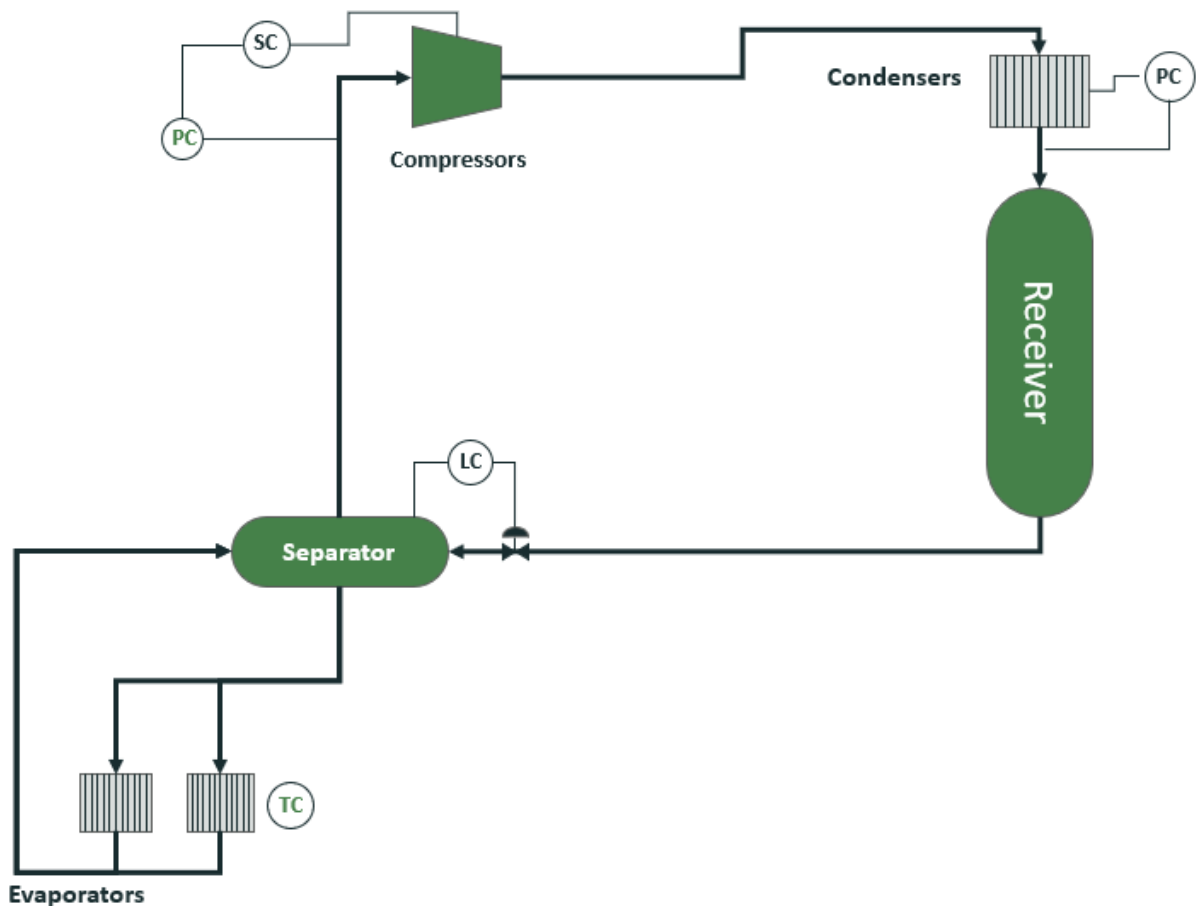 SC
Condensers
PC
PC
Compressors
Receiver
LC
Separator
TC
Evaporators